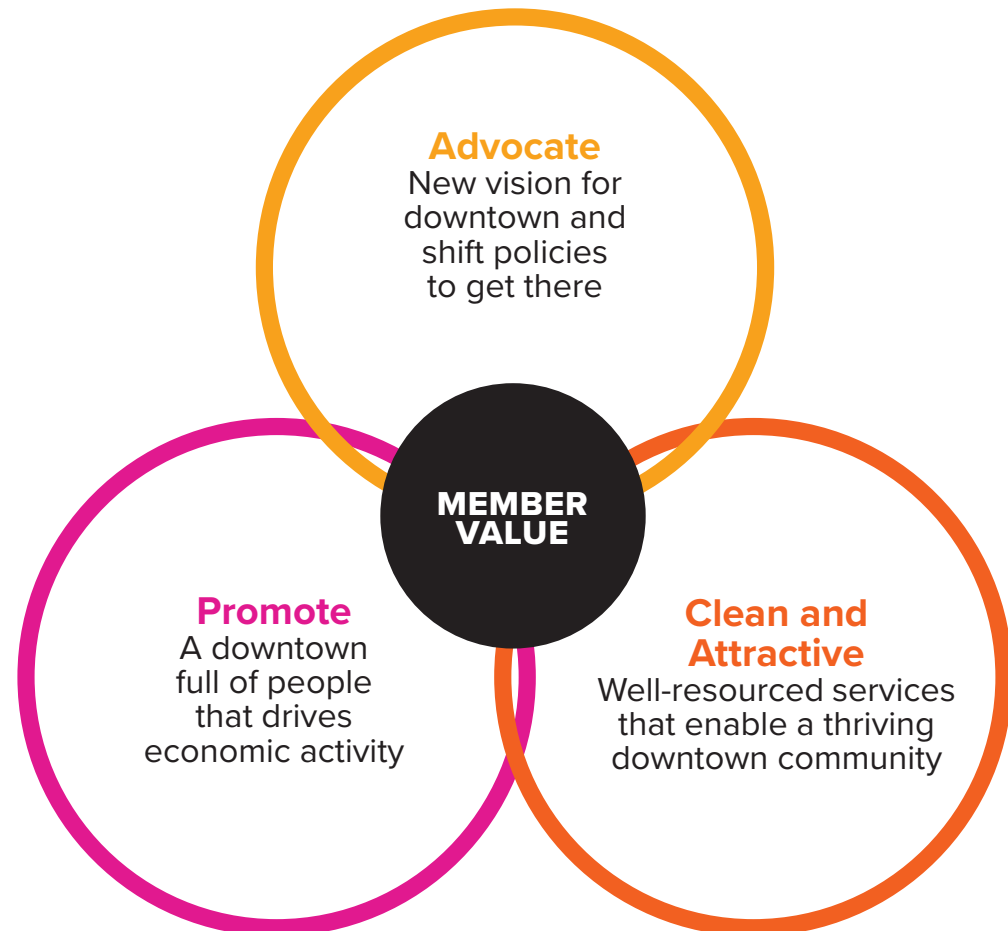 Advocate
New vision for
downtown and
shift policies
to get there
MEMBER
VALUE
Promote
A downtown
full of people
that drives
economic activity
Clean and
Attractive
Well-resourced services
that enable a thriving
downtown community